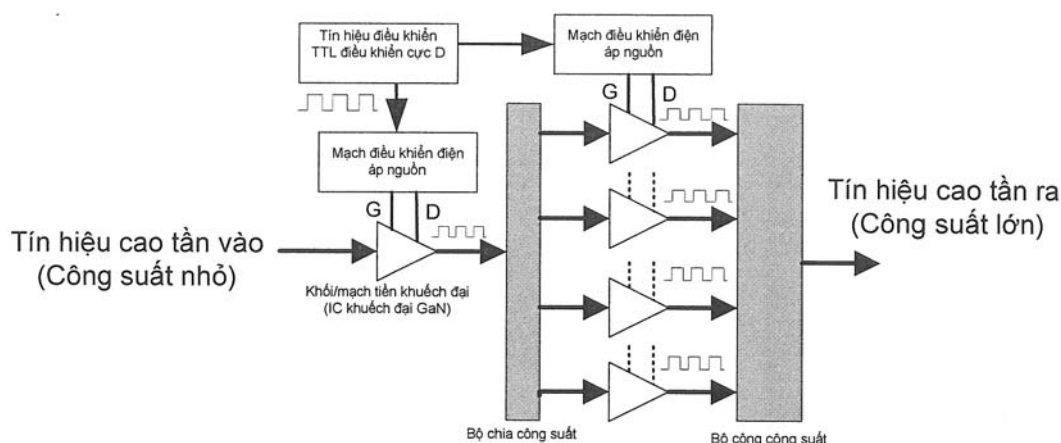 Tín hiệu điều khiển
TTL điều khiển cực D
Mạch điều khiển điện
áp nguồn
G
D
Mạch điều khiển điện
áp nguồn
G
D
Tín hiệu cao tần vào
(Công suất nhỏ)
Khối/mạch tiền khuếch đại
(IC khuếch đại GaN)
Tín hiệu cao tần ra
(Công suất lớn)
Bộ chia công suất
Bộ cộng công suất